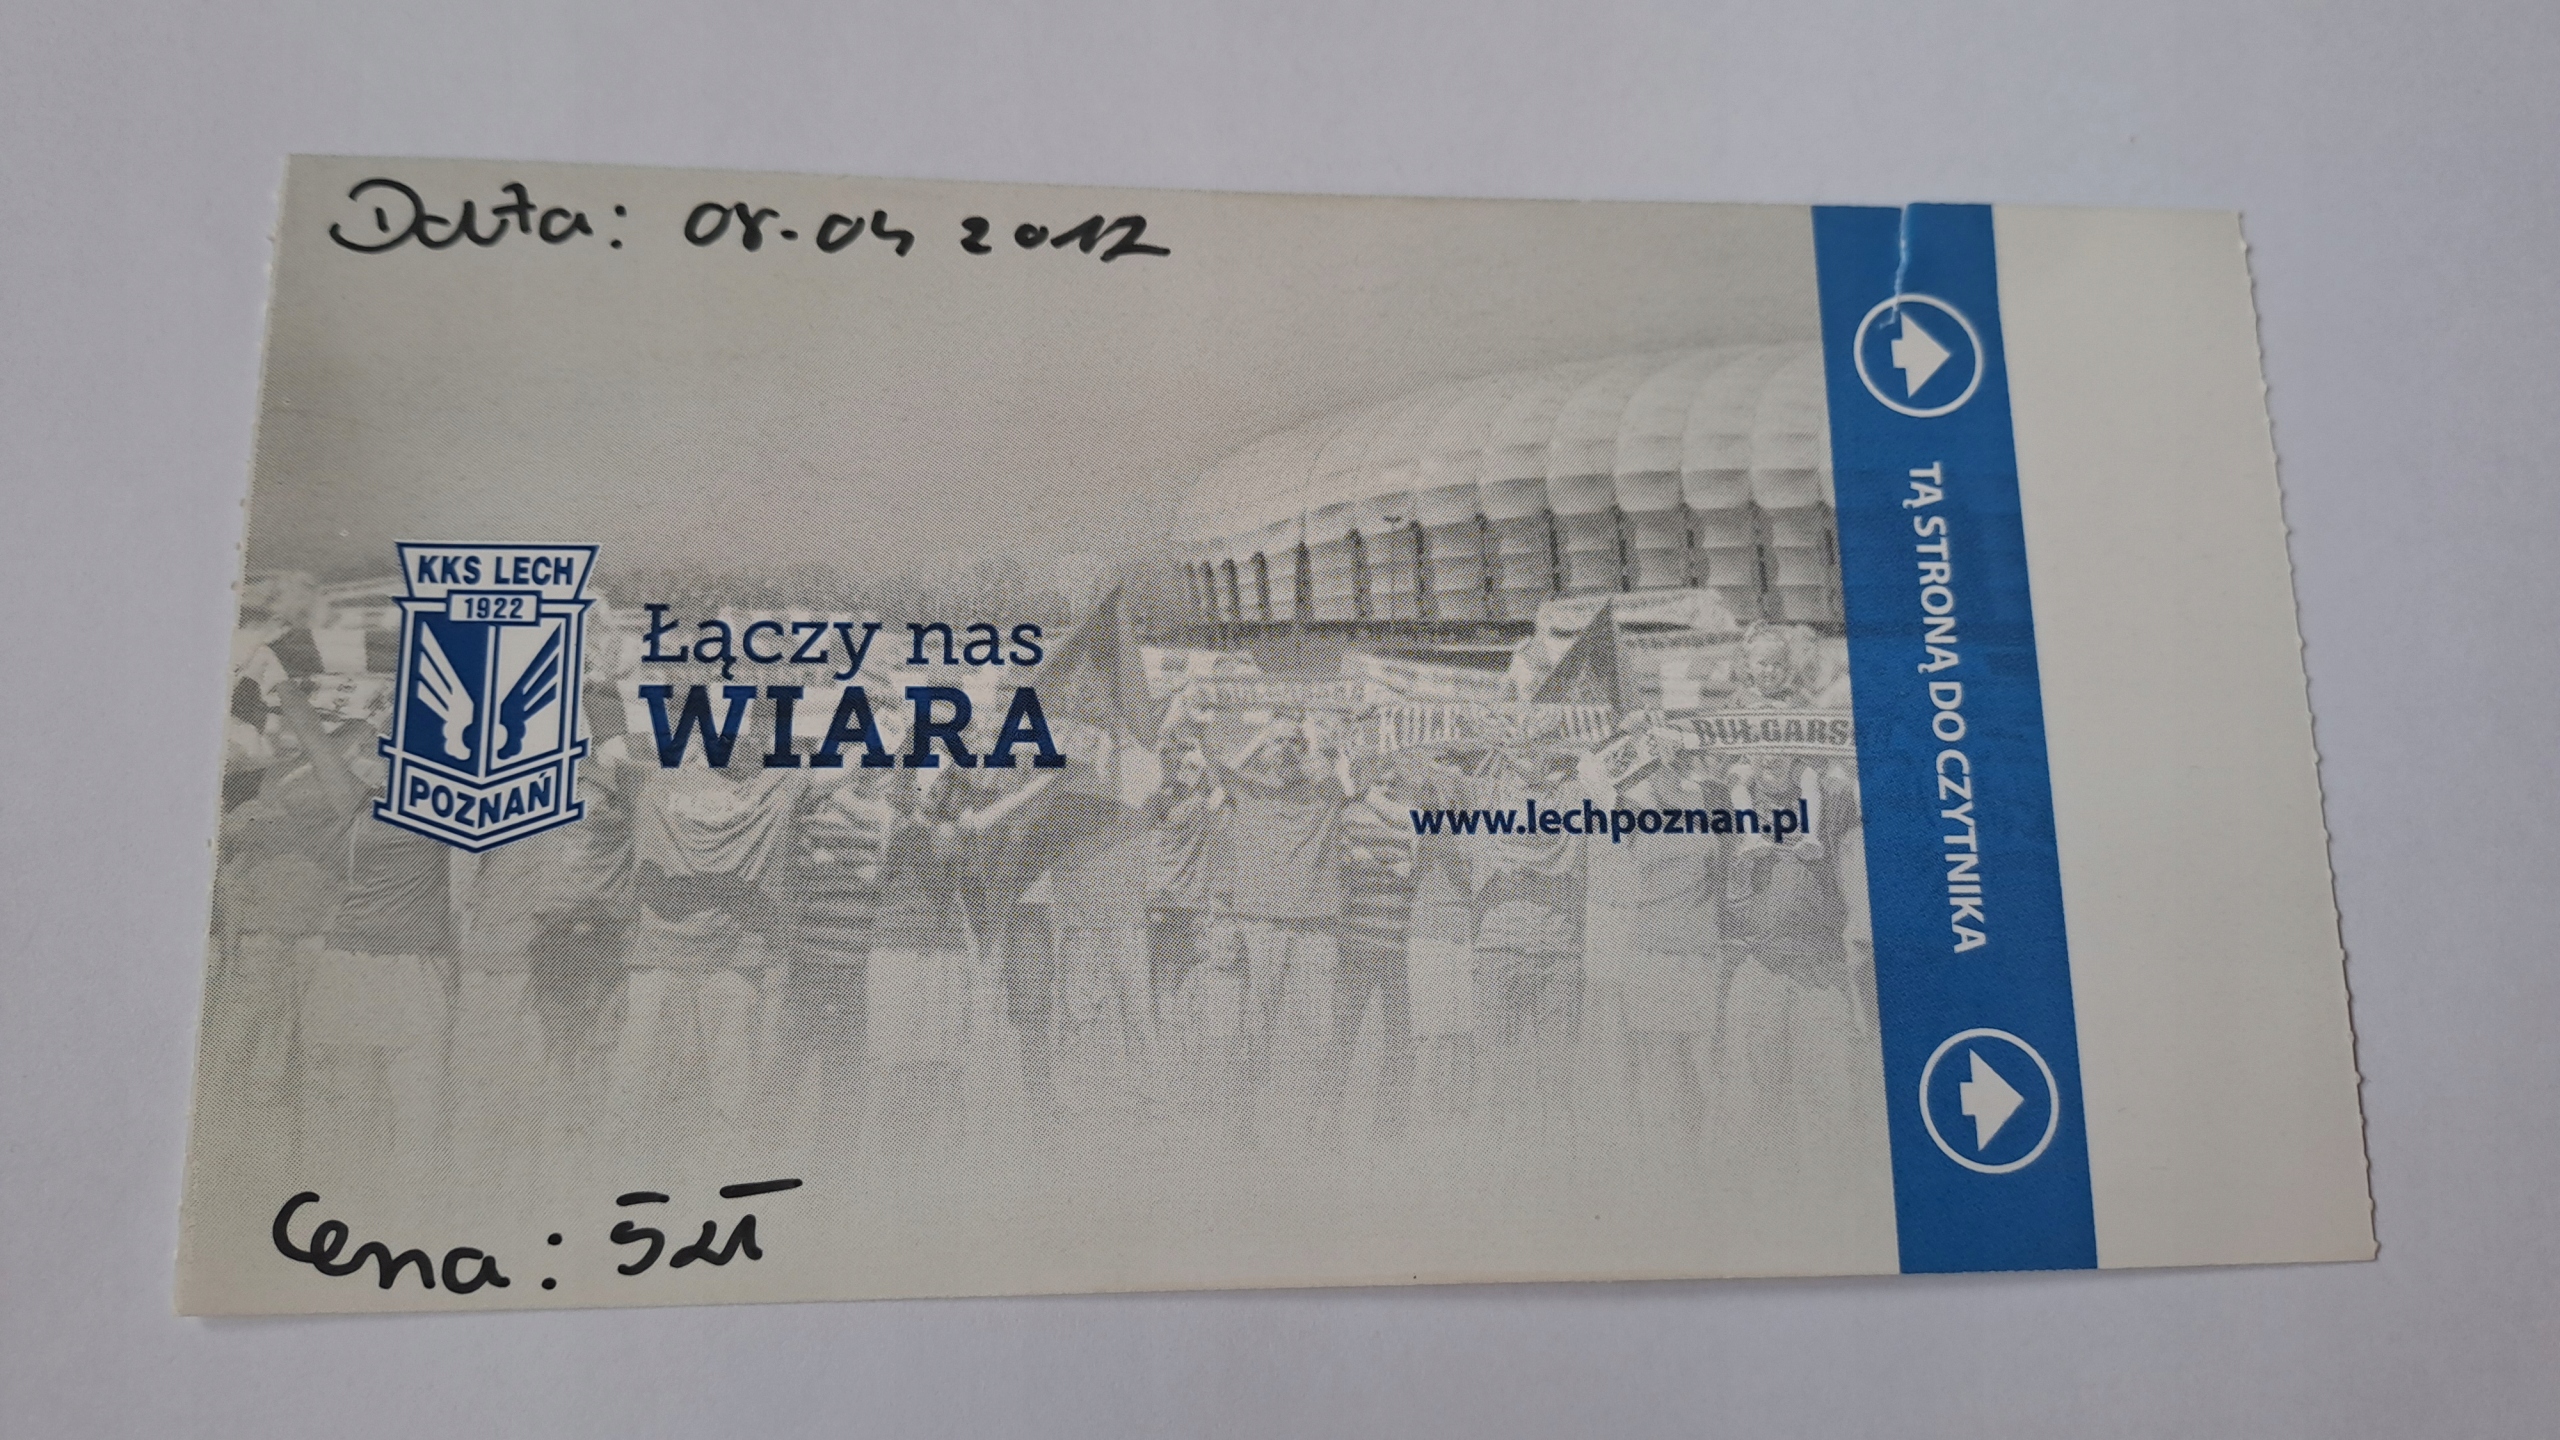 Data: 08.04 2012
KKS LECH
1922
POZNAŃ
Łączy nas
WIARA
BUŁGARS
www.lechpoznan.pl
TĄ STRONĄ DO CZYTNIKA
Cena: 5zł